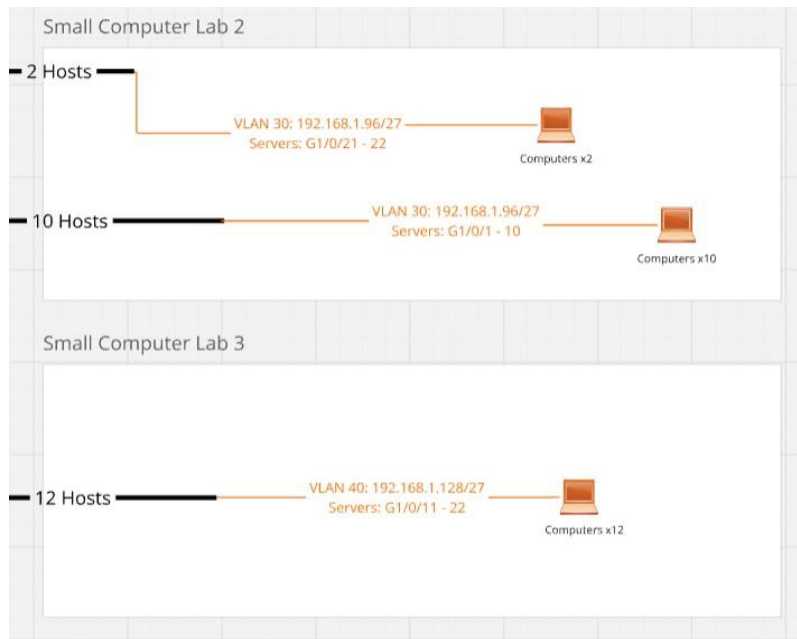 Small Computer Lab 2
2 Hosts
VLAN 30: 192.168.1.96/27
Servers: G1/0/21 - 22
Computers x2
10 Hosts
VLAN 30: 192.168.1.96/27
Servers: G1/0/1 - 10
Computers x10
Small Computer Lab 3
12 Hosts
VLAN 40: 192.168.1.128/27
Servers: G1/0/11 - 22
Computers x12